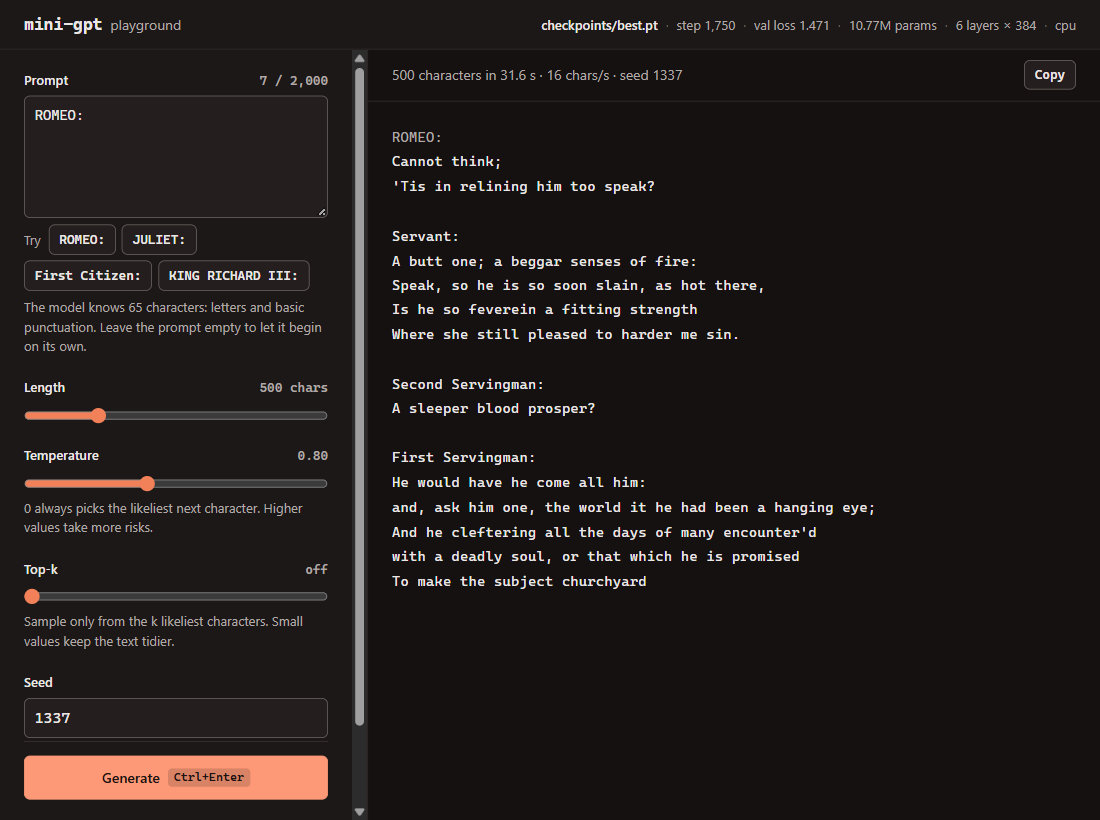 mini-gpt playground
checkpoints/best.pt · step 1,750 · val loss 1.471 · 10.77M params · 6 layers × 384 · cpu
Prompt 7 / 2,000
ROMEO:
Try ROMEO: JULIET:
First Citizen: KING RICHARD III:
The model knows 65 characters: letters and basic
punctuation. Leave the prompt empty to let it begin
on its own.
Length 500 chars
Temperature 0.80
0 always picks the likeliest next character. Higher
values take more risks.
Top-k off
Sample only from the k likeliest characters. Small
values keep the text tidier.
Seed
1337
Generate Ctrl+Enter
500 characters in 31.6 s · 16 chars/s · seed 1337
Copy
ROMEO:
Cannot think;
'Tis in relining him too speak?
Servant:
A butt one; a beggar senses of fire:
Speak, so he is so soon slain, as hot there,
Is he so feverein a fitting strength
Where she still pleased to harder me sin.
Second Servingman:
A sleeper blood prosper?
First Servingman:
He would have he come all him:
and, ask him one, the world it he had been a hanging eye;
And he cleftering all the days of many encounter'd
with a deadly soul, or that which he is promised
To make the subject churchyard